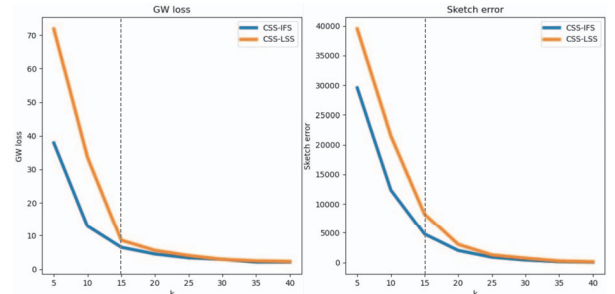 GW loss
CSS-IFS
CSS-LSS
70
60
50
40
30
20
10
0
GW loss
5 10 15 20 25 30 35 40
k
Sketch error
CSS-IFS
CSS-LSS
40000
35000
30000
25000
20000
15000
10000
5000
0
Sketch error
5 10 15 20 25 30 35 40
k